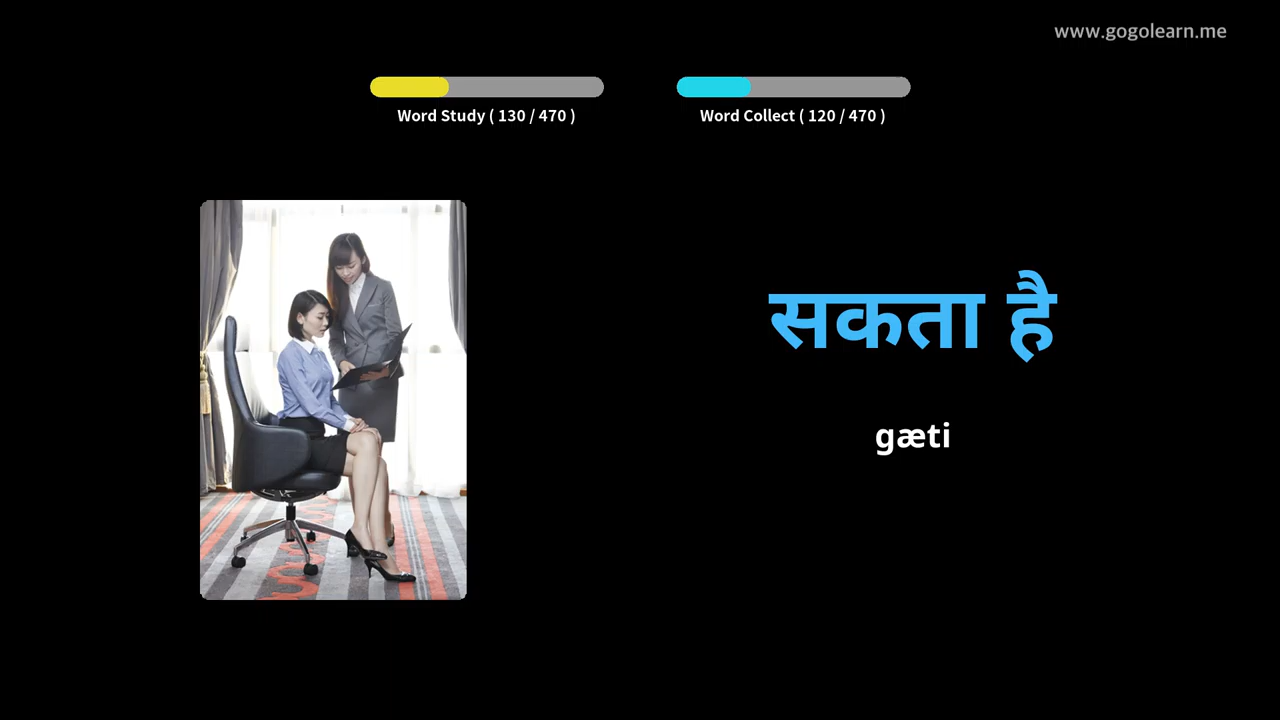 www.gogolearn.me
Word Study ( 130 / 470 )
Word Collect ( 120 / 470 )
सकता है
gæti